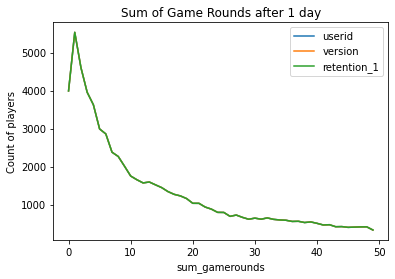 Sum of Game Rounds after 1 day
userid
version
retention_1
Count of players
5000
4000
3000
2000
1000
0 10 20 30 40 50
sum_gamerounds